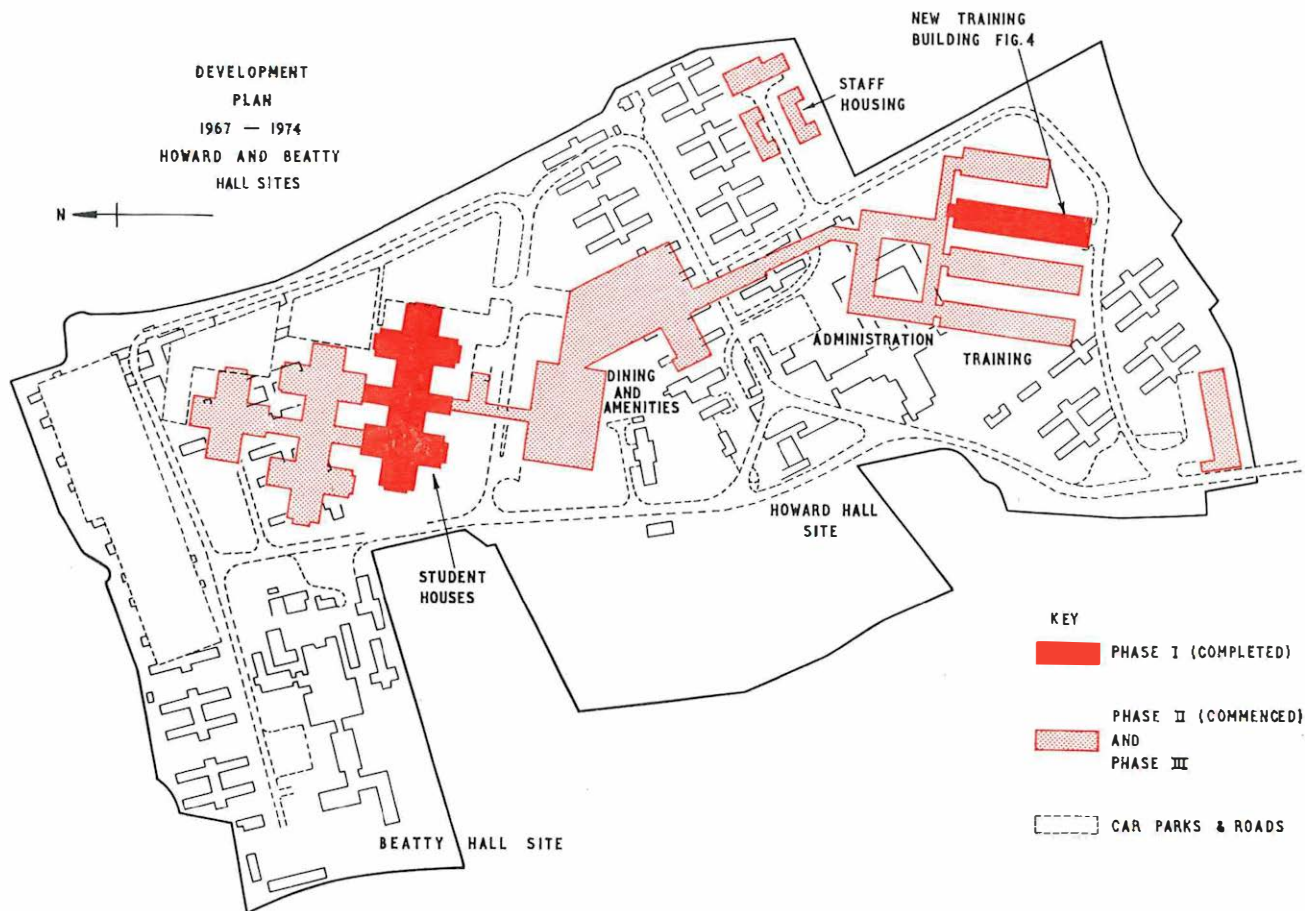 DEVELOPMENT
PLAN
1967 — 1974
HOWARD AND BEATTY
HALL SITES
N
NEW TRAINING
BUILDING FIG.4
STAFF
HOUSING
ADMINISTRATION
TRAINING
DINING
AND
AMENITIES
HOWARD HALL
SITE
STUDENT
HOUSES
BEATTY HALL SITE
KEY
PHASE I (COMPLETED)
PHASE II (COMMENCED)
AND
PHASE III
CAR PARKS & ROADS